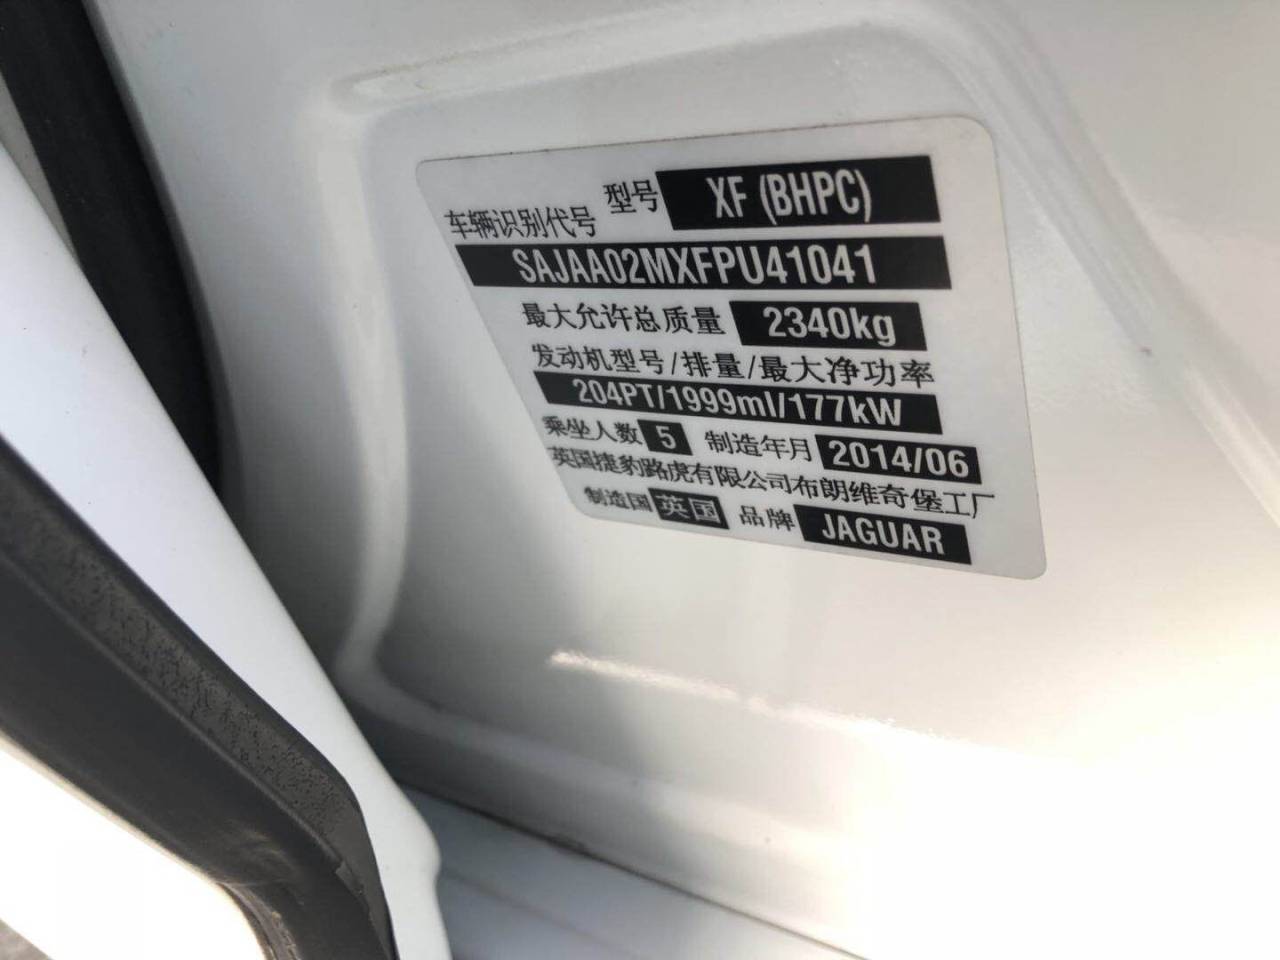 型号 XF (BHPC)
车辆识别代号
SAJAA02MXFPU41041
最大允许总质量 2340kg
发动机型号/排量/最大净功率
204PT/1999ml/177kW
乘坐人数 5 制造年月 2014/06
英国捷豹路虎有限公司布朗维奇堡工厂
制造国 英国 品牌 JAGUAR